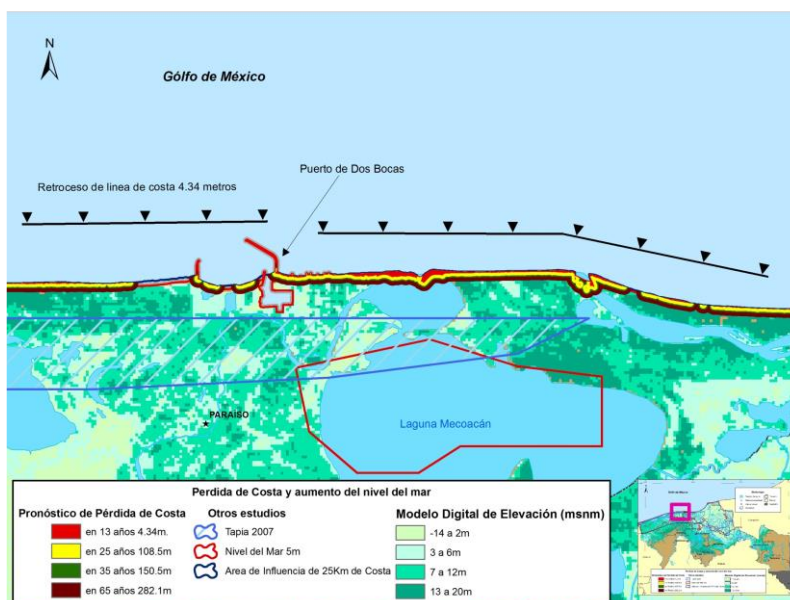 N
Gólfo de México
Puerto de Dos Bocas
Retroceso de linea de costa 4.34 metros
PARAISO
Laguna Mecoacán
Perdida de Costa y aumento del nivel del mar
Pronóstico de Pérdida de Costa
en 13 años 4.34m.
en 25 años 108.5m
en 35 años 150.5m
en 65 años 282.1m
Otros estudios
Tapia 2007
Nivel del Mar 5m
Area de Influencia de 25Km de Costa
Modelo Digital de Elevación (msnm)
-14 a 2m
3 a 6m
7 a 12m
13 a 20m